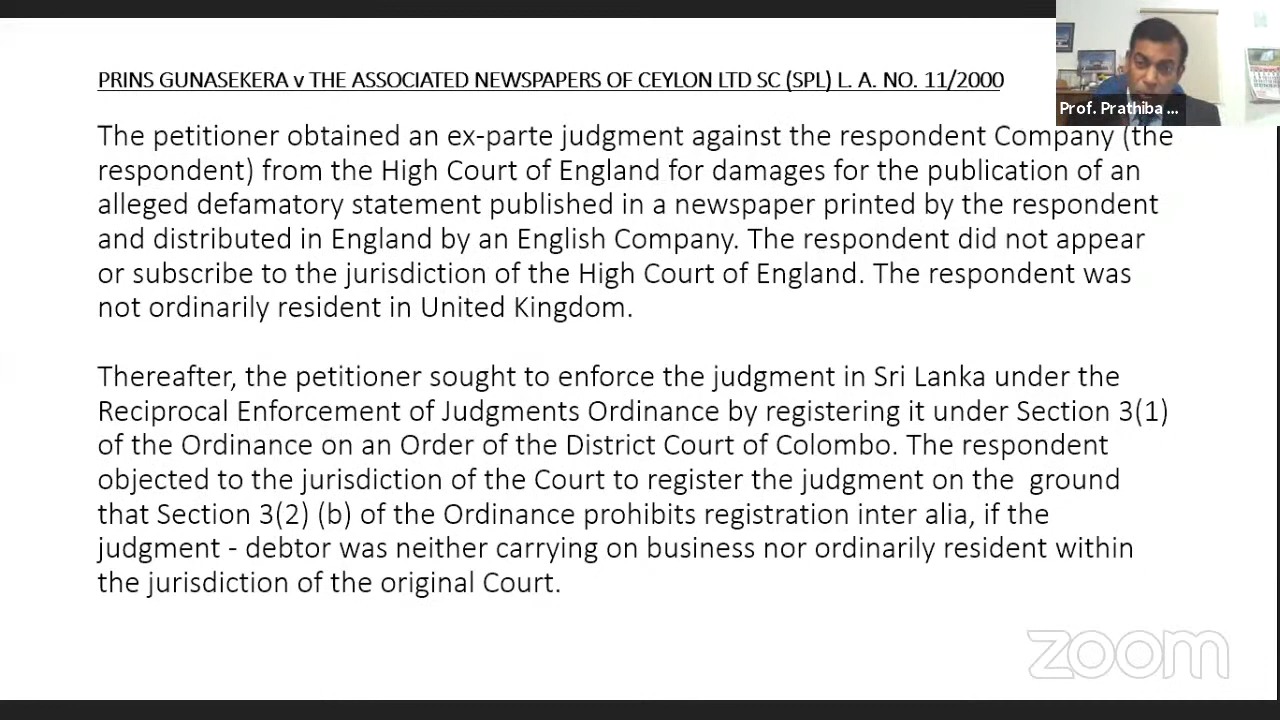 PRINS GUNASEKERA v THE ASSOCIATED NEWSPAPERS OF CEYLON LTD SC (SPL) L. A. NO. 11/2000
Prof. Prathiba ...
The petitioner obtained an ex-parte judgment against the respondent Company (the
respondent) from the High Court of England for damages for the publication of an
alleged defamatory statement published in a newspaper printed by the respondent
and distributed in England by an English Company. The respondent did not appear
or subscribe to the jurisdiction of the High Court of England. The respondent was
not ordinarily resident in United Kingdom.
Thereafter, the petitioner sought to enforce the judgment in Sri Lanka under the
Reciprocal Enforcement of Judgments Ordinance by registering it under Section 3(1)
of the Ordinance on an Order of the District Court of Colombo. The respondent
objected to the jurisdiction of the Court to register the judgment on the  ground
that Section 3(2) (b) of the Ordinance prohibits registration inter alia, if the
judgment - debtor was neither carrying on business nor ordinarily resident within
the jurisdiction of the original Court.
zoom